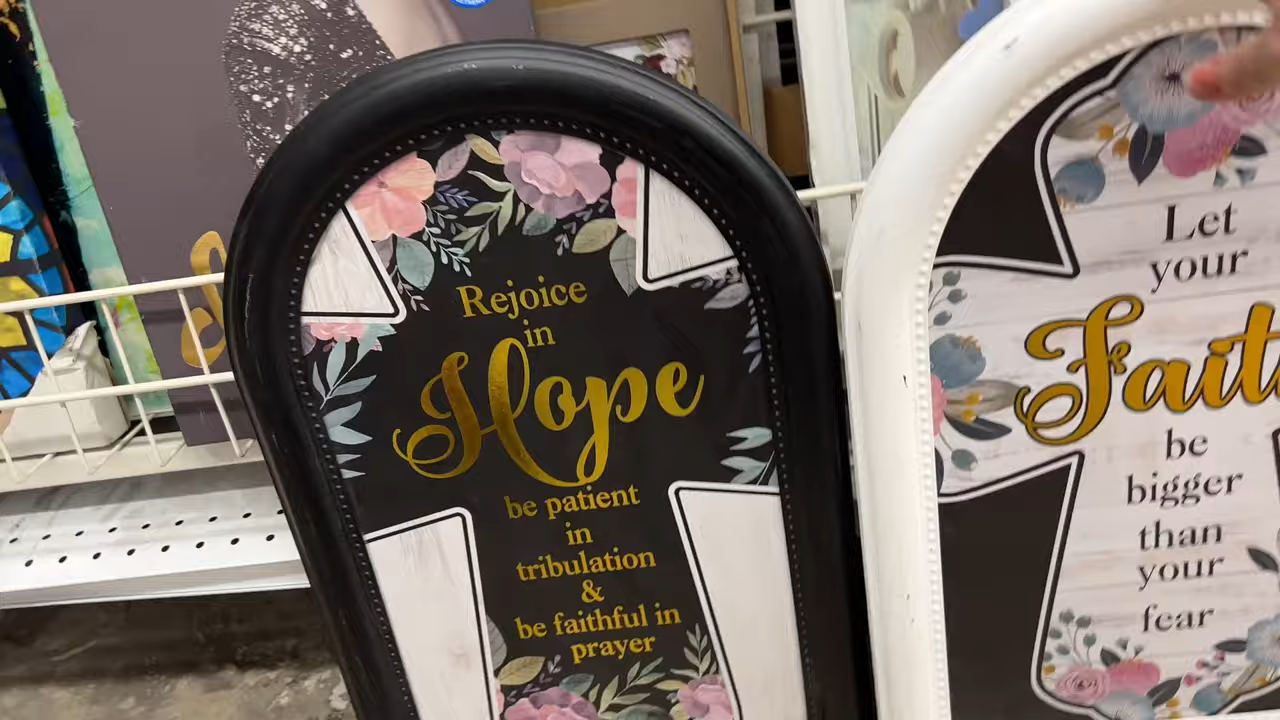 Rejoice
in
Hope
be patient
in
tribulation
&
be faithful in
prayer
Let
your
Faith
be
bigger
than
your
fear